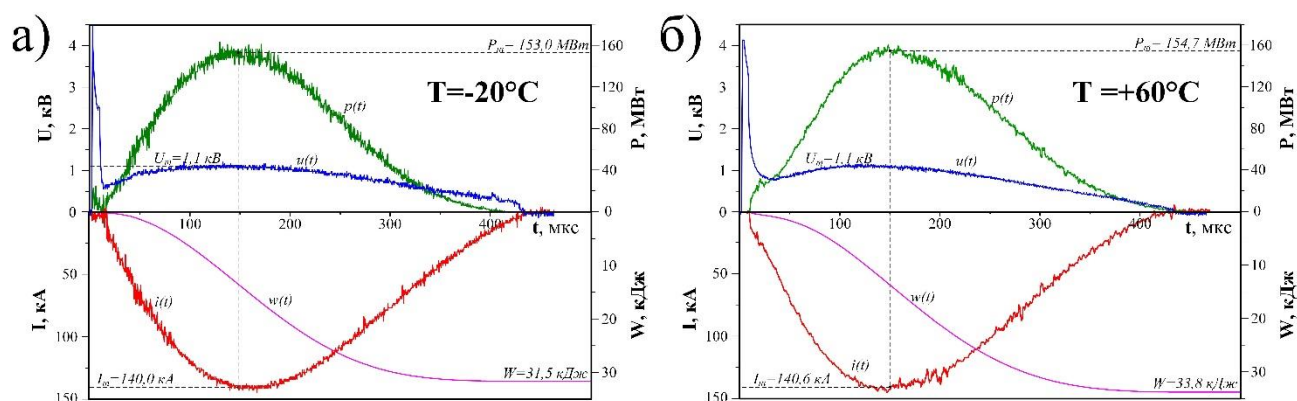 а)
U, кВ
4
3
2
1
0
160
120
80
40
0
P, МВт
Pm= 153,0 МВт
T=-20°C
p(t)
Um=1,1 кВ
u(t)
100
200
300
400
t, мкс
50
100
150
I, кА
10
20
30
W, кДж
i(t)
w(t)
Im=140,0 кА
W=31,5 кДж
б)
U, кВ
4
3
2
1
0
160
120
80
40
0
P, МВт
Pm= 154,7 МВт
T =+60°C
p(t)
Um=1,1 кВ
u(t)
100
200
300
400
t, мкс
50
100
150
I, кА
10
20
30
W, кДж
w(t)
i(t)
Im=140,6 кА
W=33,8 кДж